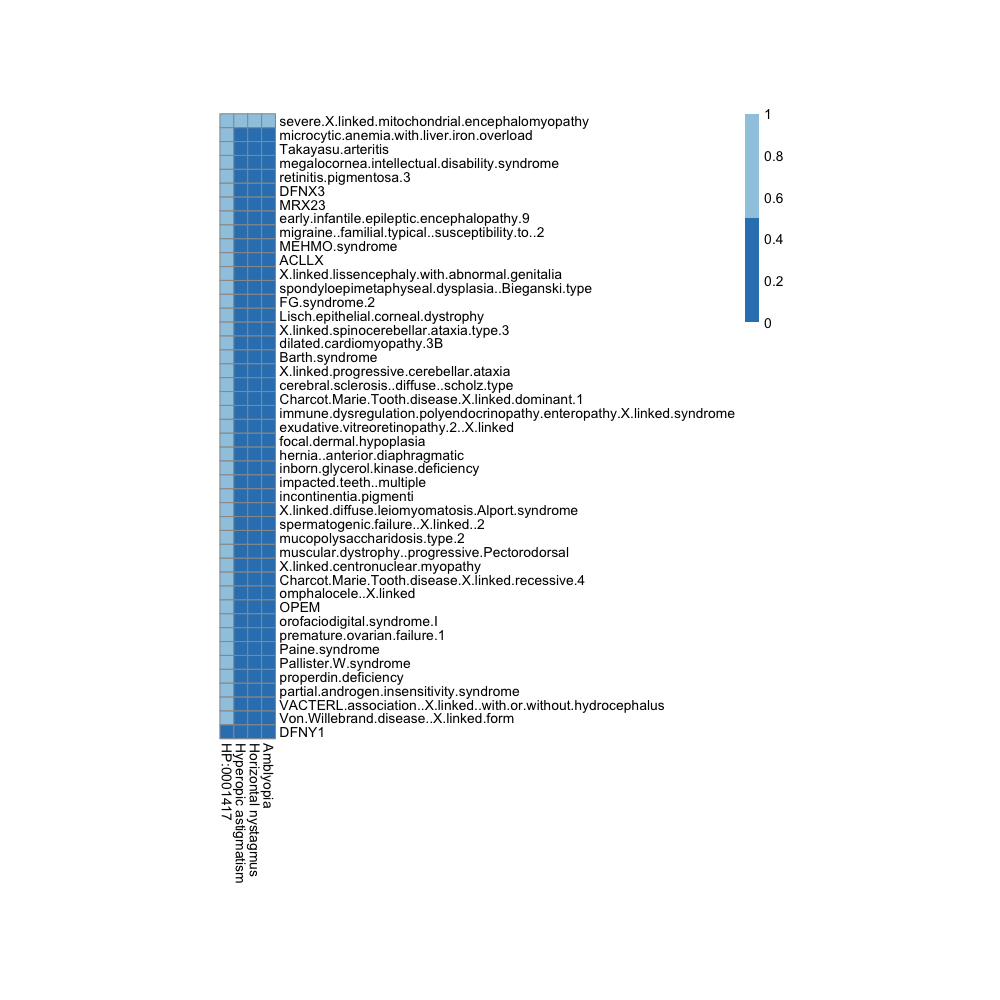 severe.X.linked.mitochondrial.encephalomyopathy
microcytic.anemia.with.liver.iron.overload
Takayasu.arteritis
megalocornea.intellectual.disability.syndrome
retinitis.pigmentosa.3
DFNX3
MRX23
early.infantile.epileptic.encephalopathy.9
migraine..familial.typical..susceptibility.to..2
MEHMO.syndrome
ACLLX
X.linked.lissencephaly.with.abnormal.genitalia
spondyloepimetaphyseal.dysplasia..Bieganski.type
FG.syndrome.2
Lisch.epithelial.corneal.dystrophy
X.linked.spinocerebellar.ataxia.type.3
dilated.cardiomyopathy.3B
Barth.syndrome
X.linked.progressive.cerebellar.ataxia
cerebral.sclerosis..diffuse..scholz.type
Charcot.Marie.Tooth.disease.X.linked.dominant.1
immune.dysregulation.polyendocrinopathy.enteropathy.X.linked.syndrome
exudative.vitreoretinopathy.2..X.linked
focal.dermal.hypoplasia
hernia..anterior.diaphragmatic
inborn.glycerol.kinase.deficiency
impacted.teeth..multiple
incontinentia.pigmenti
X.linked.diffuse.leiomyomatosis.Alport.syndrome
spermatogenic.failure..X.linked..2
mucopolysaccharidosis.type.2
muscular.dystrophy..progressive.Pectorodorsal
X.linked.centronuclear.myopathy
Charcot.Marie.Tooth.disease.X.linked.recessive.4
omphalocele..X.linked
OPEM
orofaciodigital.syndrome.I
premature.ovarian.failure.1
Paine.syndrome
Pallister.W.syndrome
properdin.deficiency
partial.androgen.insensitivity.syndrome
VACTERL.association..X.linked..with.or.without.hydrocephalus
Von.Willebrand.disease..X.linked.form
DFNY1
HP:0001417
Hyperopic astigmatism
Horizontal nystagmus
Amblyopia
1
0.8
0.6
0.4
0.2
0